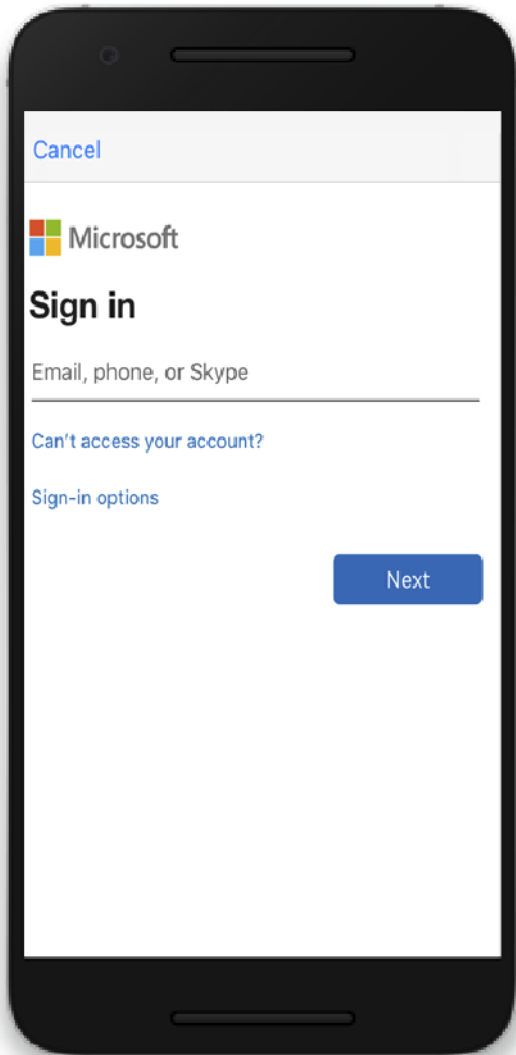 Cancel
Microsoft
Sign in
Email, phone, or Skype
Can't access your account?
Sign-in options
Next